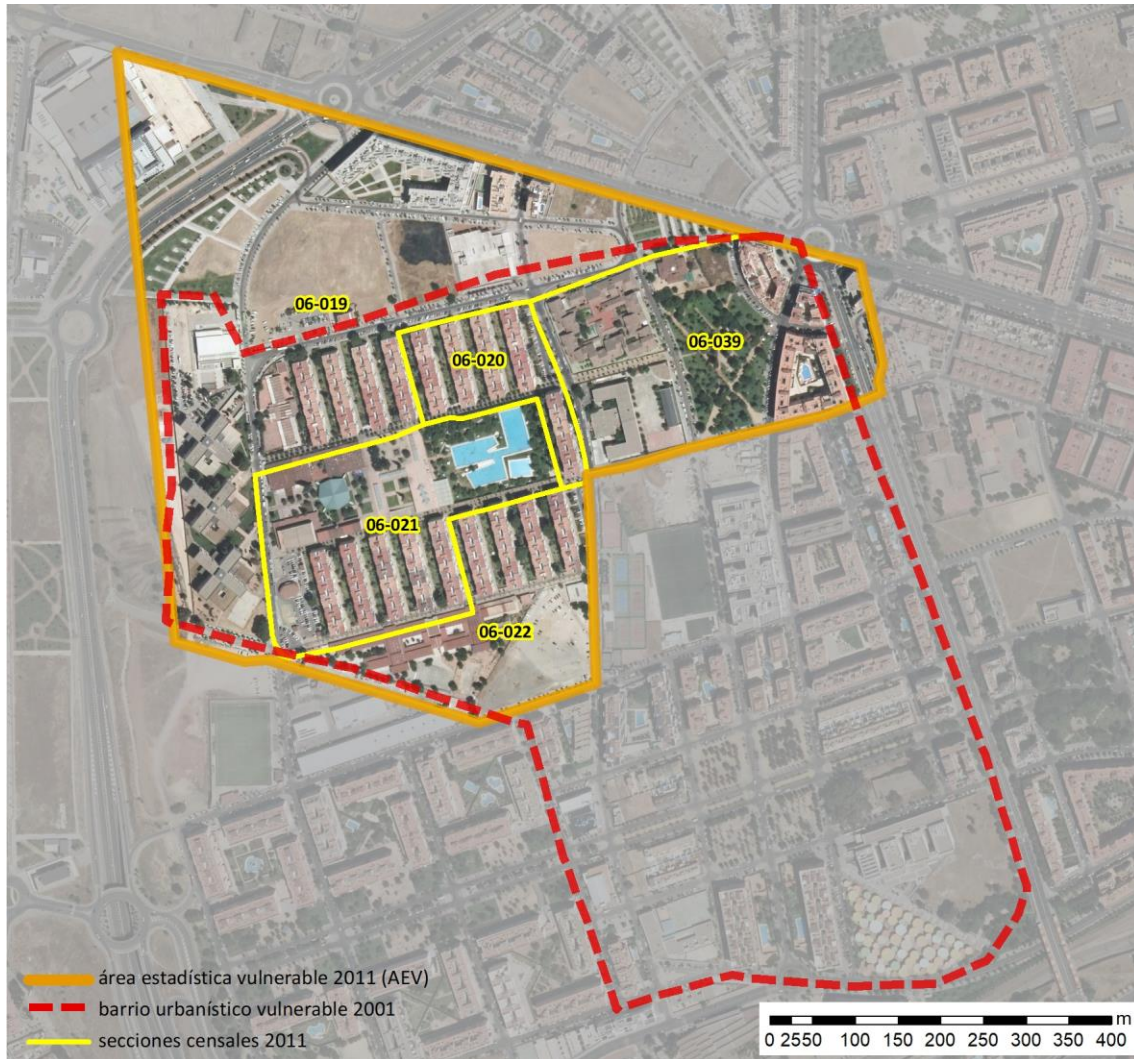 06-019
06-020
06-039
06-021
06-022
área estadística vulnerable 2011 (AEV)
barrio urbanístico vulnerable 2001
secciones censales 2011
m
0 2550 100 150 200 250 300 350 400